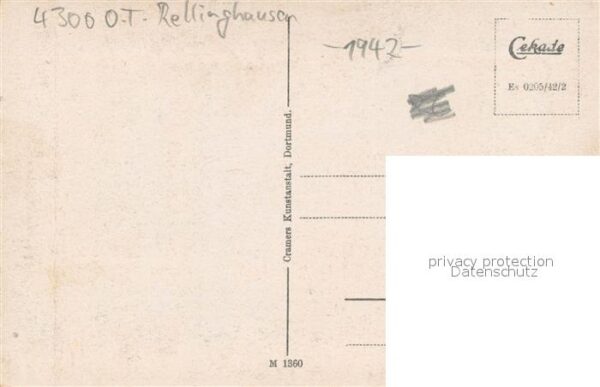 4300 O.T. Rellinghausen
-1942-
Cekade
Es 0205/42/2
Cramers Kunstanstalt, Dortmund.
privacy protection
Datenschutz
M 1360